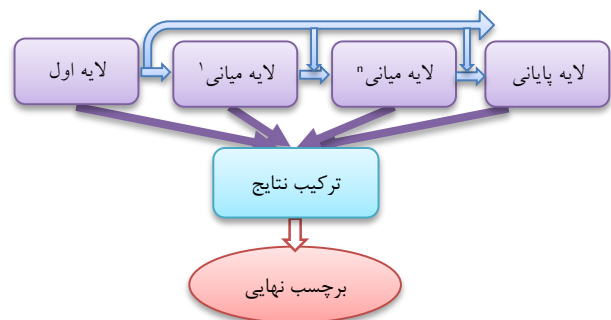 لایه اول
لایه میانی۱
لایه میانیn
لایه پایانی
ترکیب نتایج
برچسب نهایی